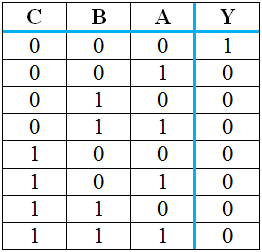 C B A Y
0 0 0 1
0 0 1 0
0 1 0 0
0 1 1 0
1 0 0 0
1 0 1 0
1 1 0 0
1 1 1 0